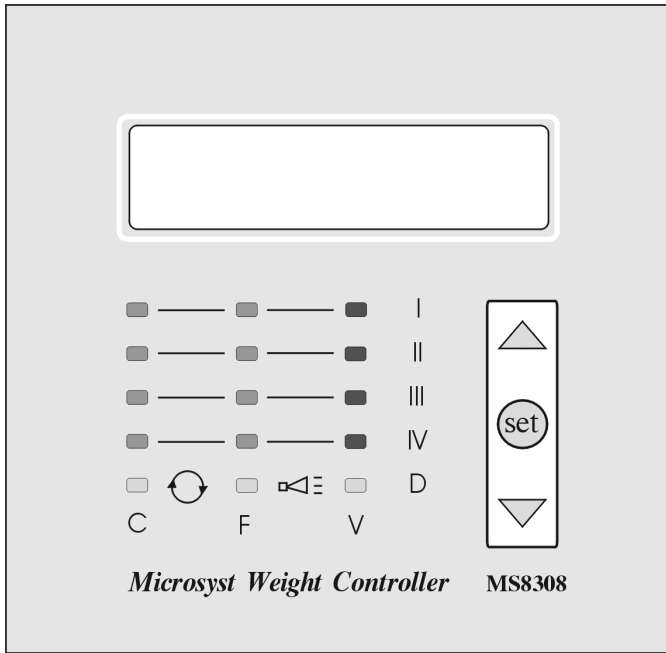 I
II
III
set
IV
D
C F V
Microsyst Weight Controller MS8308